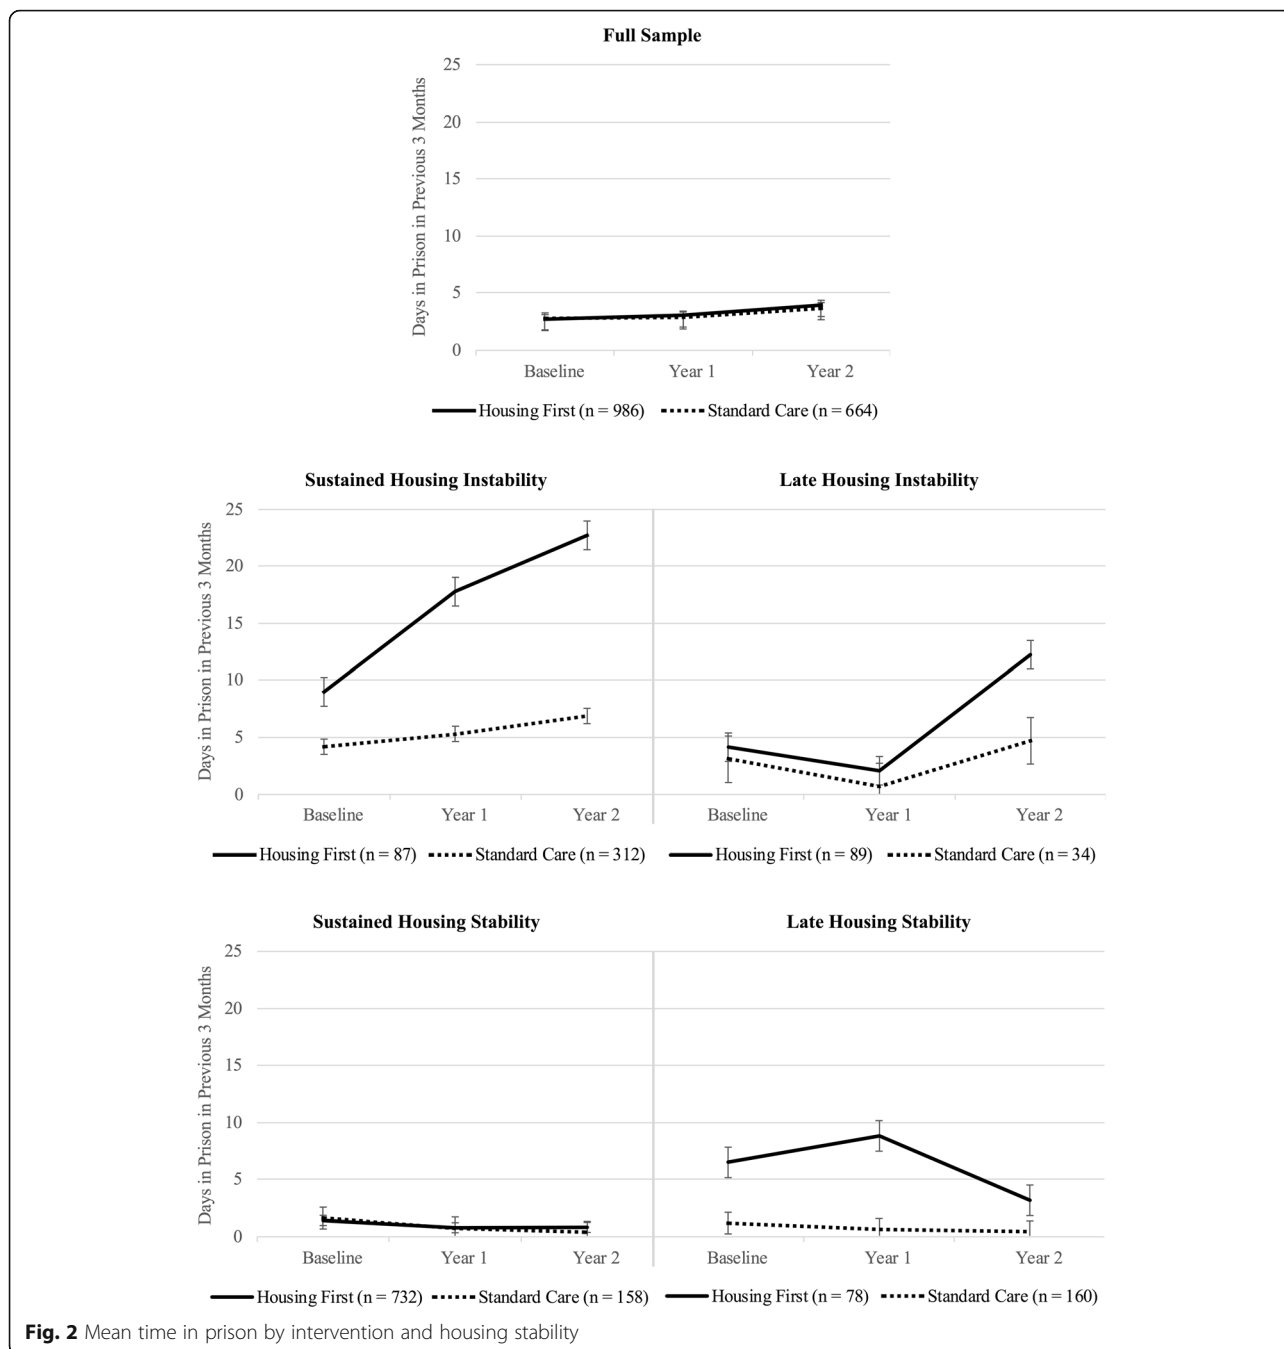 Full Sample
Days in Prison in Previous 3 Months
25
20
15
10
5
0
Baseline Year 1 Year 2
Housing First (n = 986) Standard Care (n = 664)
Sustained Housing Instability Late Housing Instability
Days in Prison in Previous 3 Months
25
20
15
10
5
0
Baseline Year 1 Year 2 Baseline Year 1 Year 2
Housing First (n = 87) Standard Care (n = 312) Housing First (n = 89) Standard Care (n = 34)
Sustained Housing Stability Late Housing Stability
Days in Prison in Previous 3 Months
25
20
15
10
5
0
Baseline Year 1 Year 2 Baseline Year 1 Year 2
Housing First (n = 732) Standard Care (n = 158) Housing First (n = 78) Standard Care (n = 160)
Fig. 2 Mean time in prison by intervention and housing stability